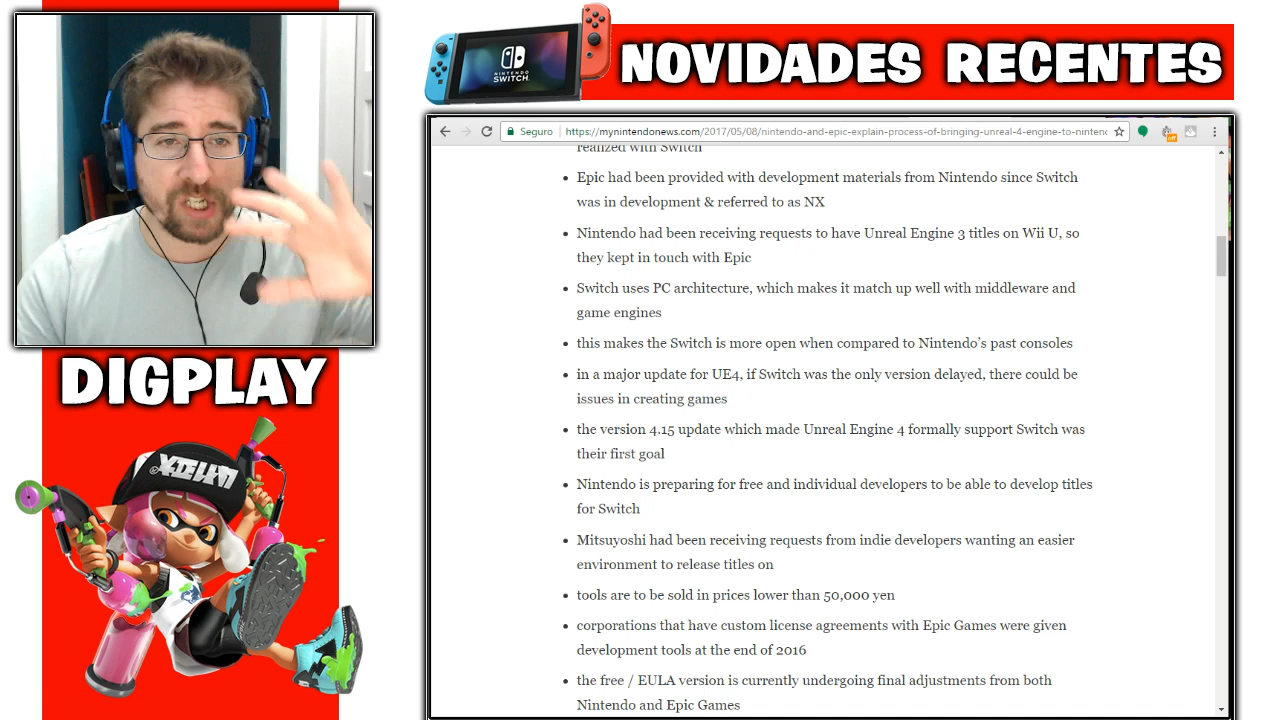 NINTENDO
SWITCH
NOVIDADES RECENTES
Seguro
https://mynintendonews.com/2017/05/08/nintendo-and-epic-explain-process-of-bringing-unreal-4-engine-to-nintenc
off
realized with Switch
• Epic had been provided with development materials from Nintendo since Switch
was in development & referred to as NX
• Nintendo had been receiving requests to have Unreal Engine 3 titles on Wii U, so
they kept in touch with Epic
• Switch uses PC architecture, which makes it match up well with middleware and
game engines
• this makes the Switch is more open when compared to Nintendo’s past consoles
• in a major update for UE4, if Switch was the only version delayed, there could be
issues in creating games
• the version 4.15 update which made Unreal Engine 4 formally support Switch was
their first goal
• Nintendo is preparing for free and individual developers to be able to develop titles
for Switch
• Mitsuyoshi had been receiving requests from indie developers wanting an easier
environment to release titles on
• tools are to be sold in prices lower than 50,000 yen
• corporations that have custom license agreements with Epic Games were given
development tools at the end of 2016
• the free / EULA version is currently undergoing final adjustments from both
Nintendo and Epic Games
DIGPLAY